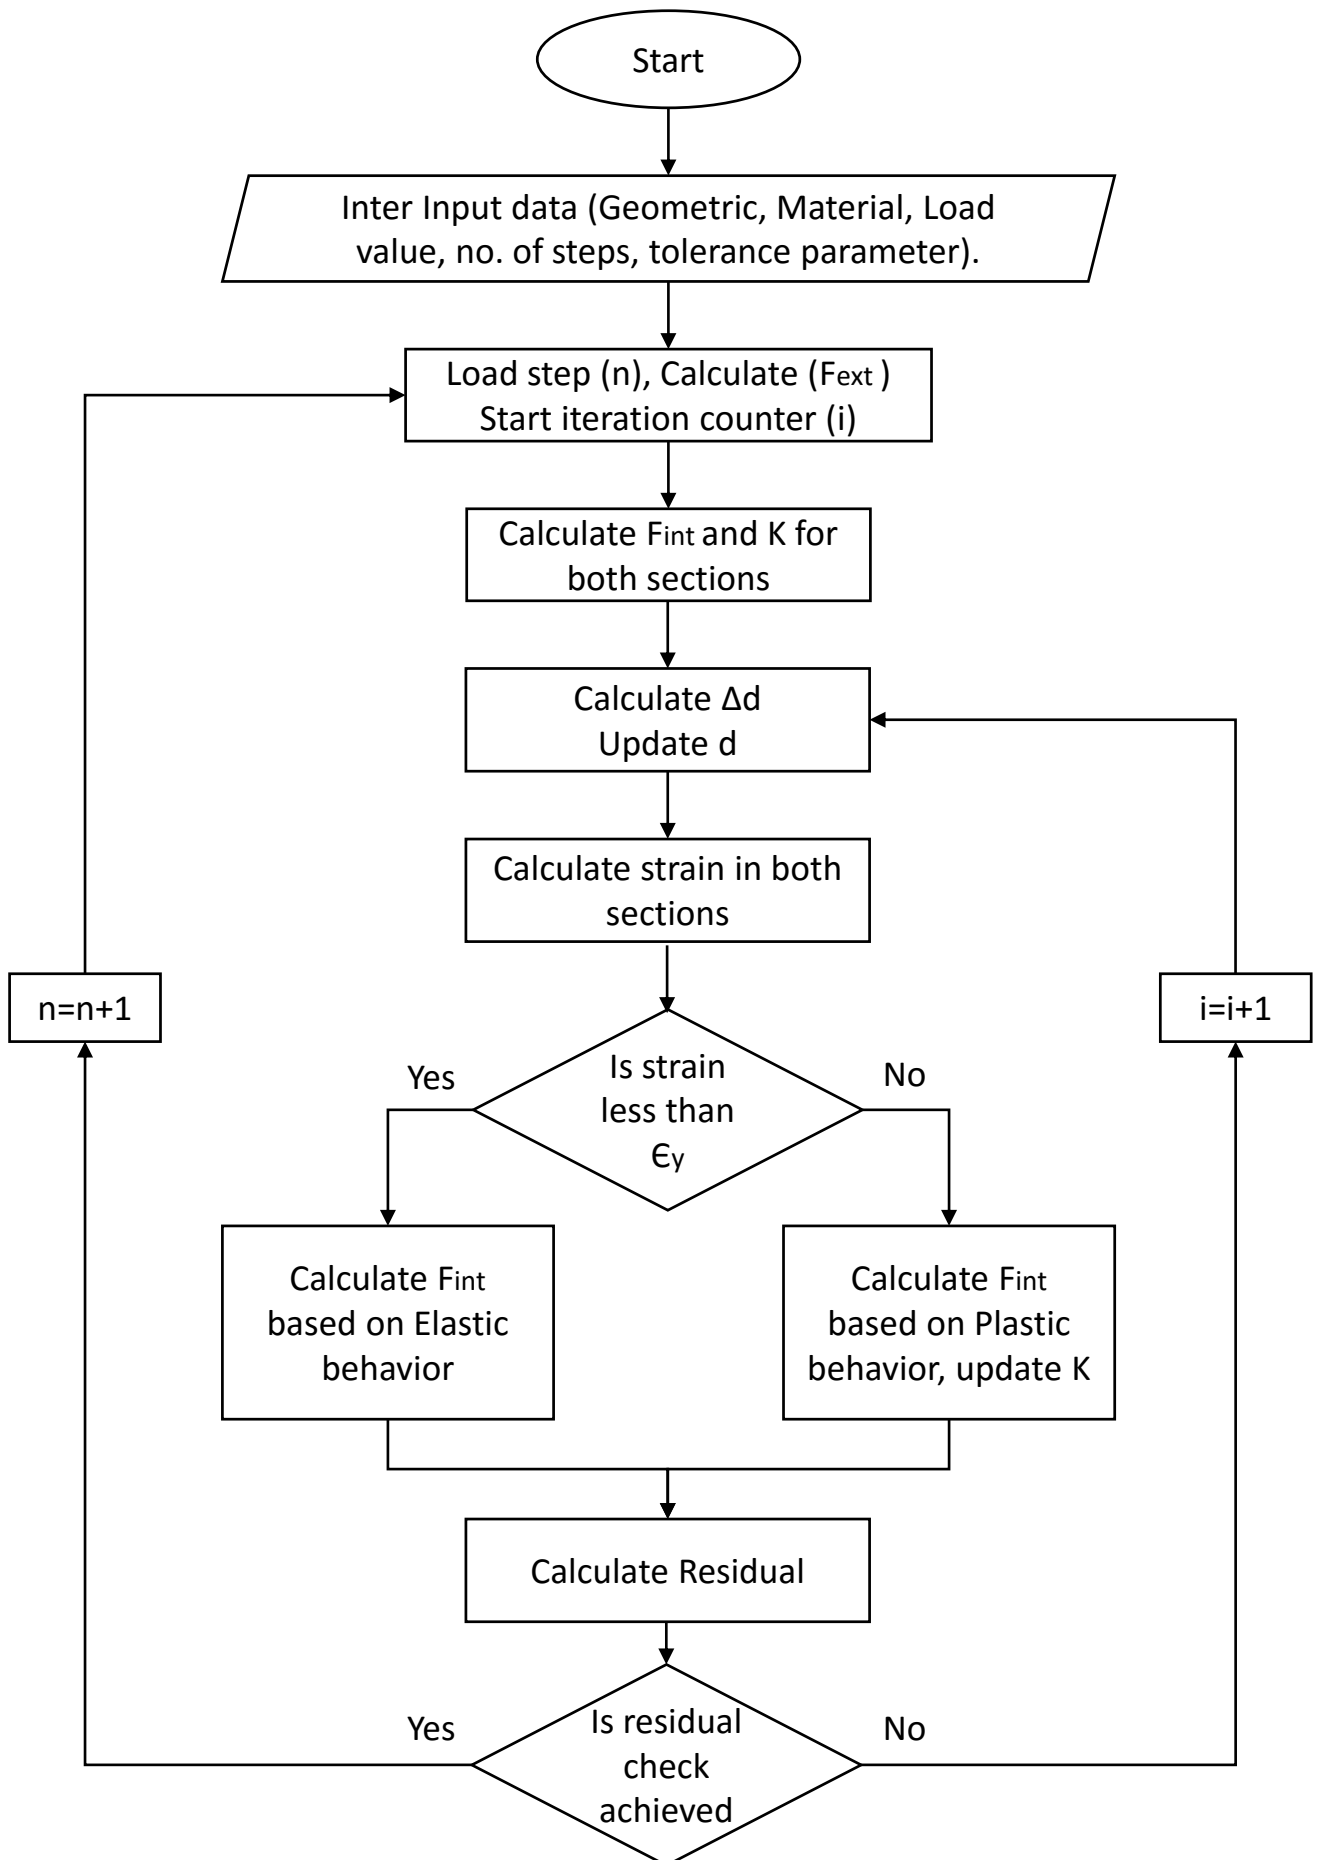 Start
Inter Input data (Geometric, Material, Load
value, no. of steps, tolerance parameter).
Load step (n), Calculate (Fext )
Start iteration counter (i)
Calculate Fint and K for
both sections
Calculate Δd
Update d
Calculate strain in both
sections
n=n+1
i=i+1
Yes
Is strain
less than
Єy
No
Calculate Fint
based on Elastic
behavior
Calculate Fint
based on Plastic
behavior, update K
Calculate Residual
Yes
Is residual
check
achieved
No